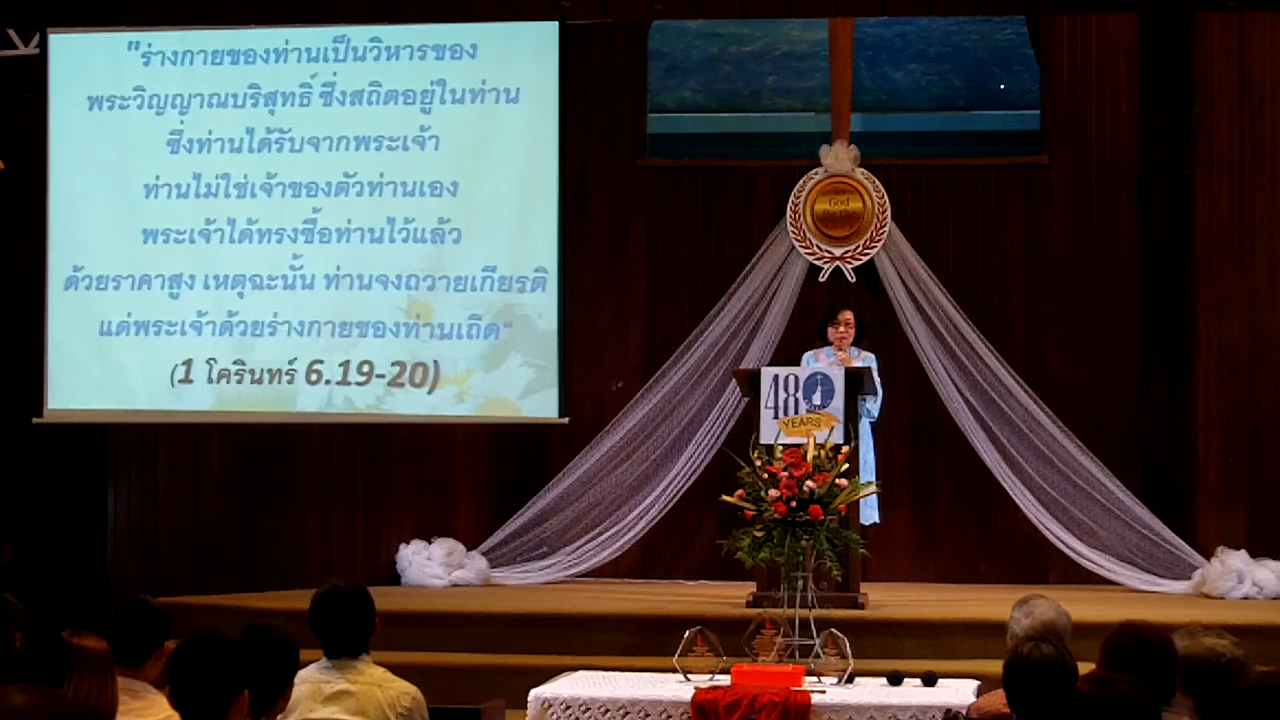 "ร่างกายของท่านเป็นวิหารของ
พระวิญญาณบริสุทธิ์ ซึ่งสถิตอยู่ในท่าน
ซึ่งท่านได้รับจากพระเจ้า
ท่านไม่ใช่เจ้าของตัวท่านเอง
พระเจ้าได้ทรงซื้อท่านไว้แล้ว
ด้วยราคาสูง เหตุฉะนั้น ท่านจงถวายเกียรติ
แด่พระเจ้าด้วยร่างกายของท่านเถิด"
(1 โครินทร์ 6.19-20)
God
48
YEARS